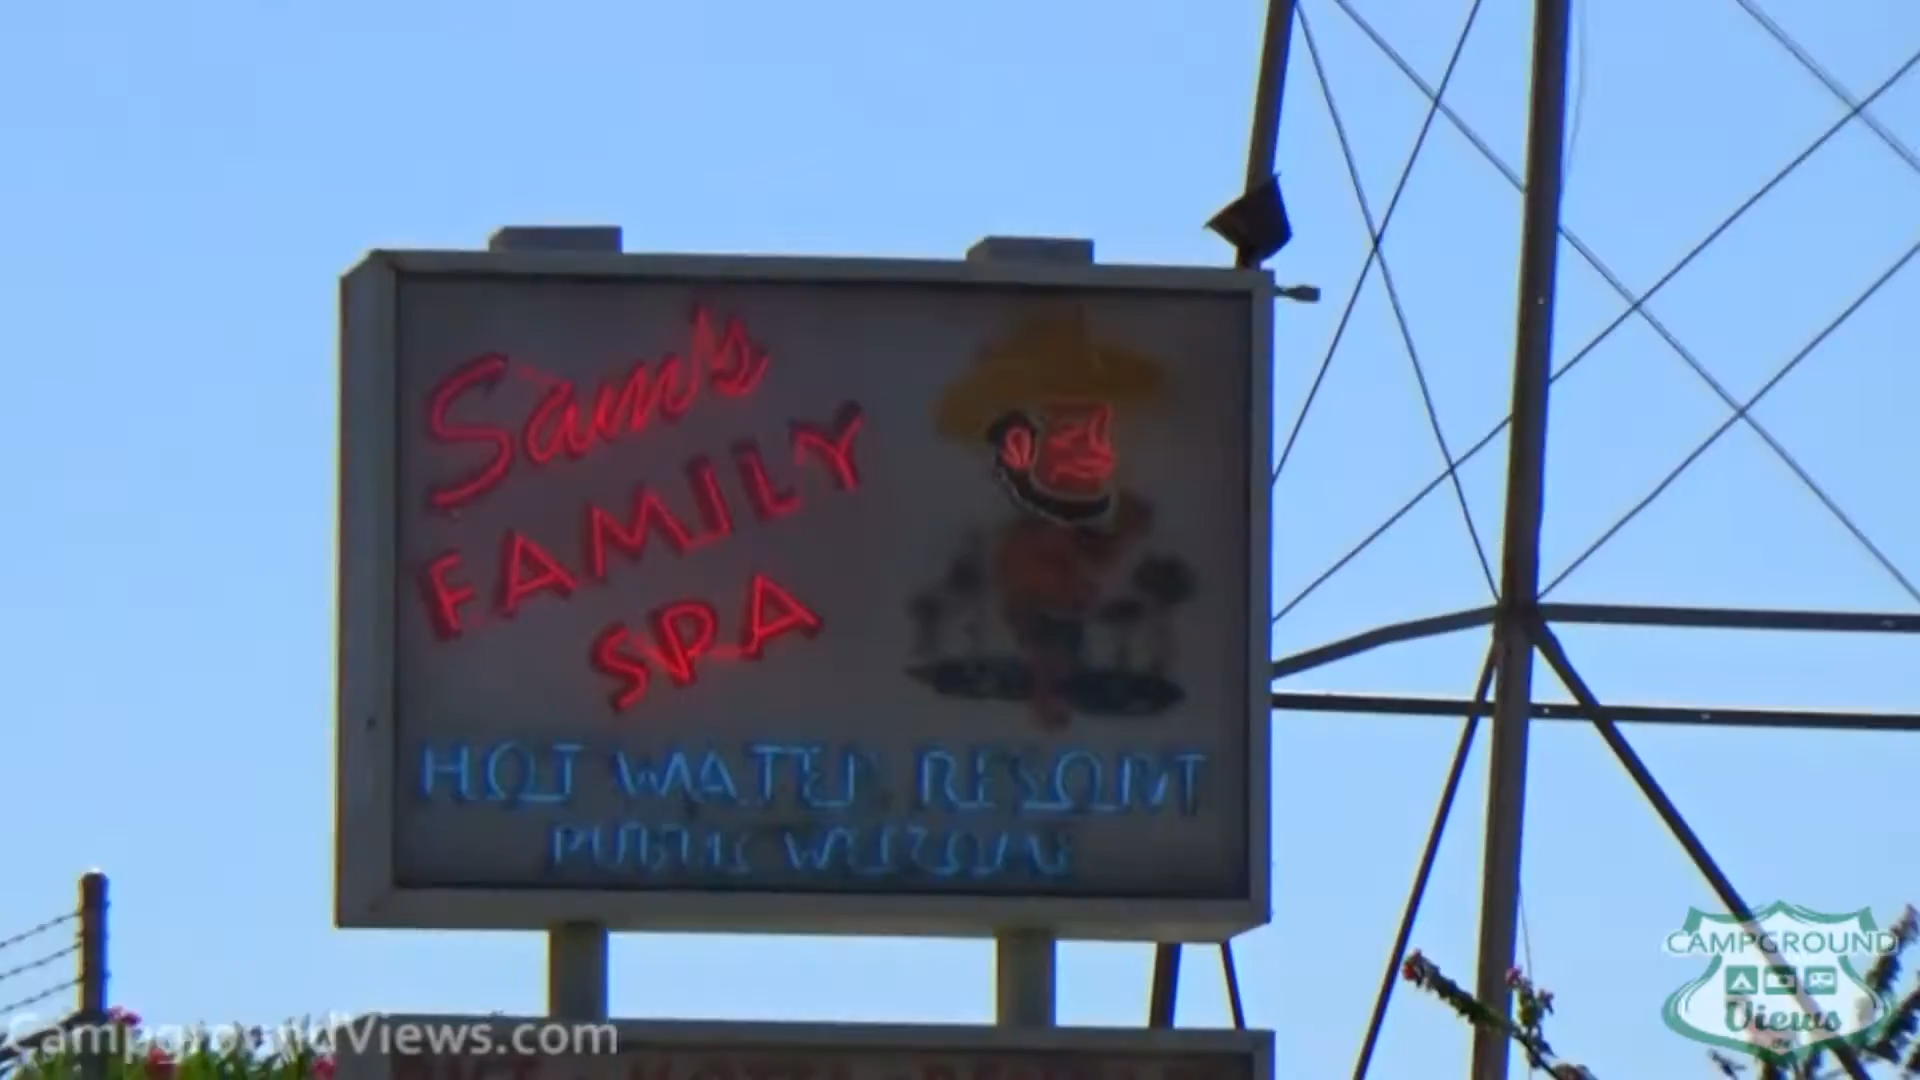 Sam's
FAMILY
SPA
HOT WATER RESORT
PUBLIC WELCOME
CampgroundViews.com
CAMPGROUND
Views